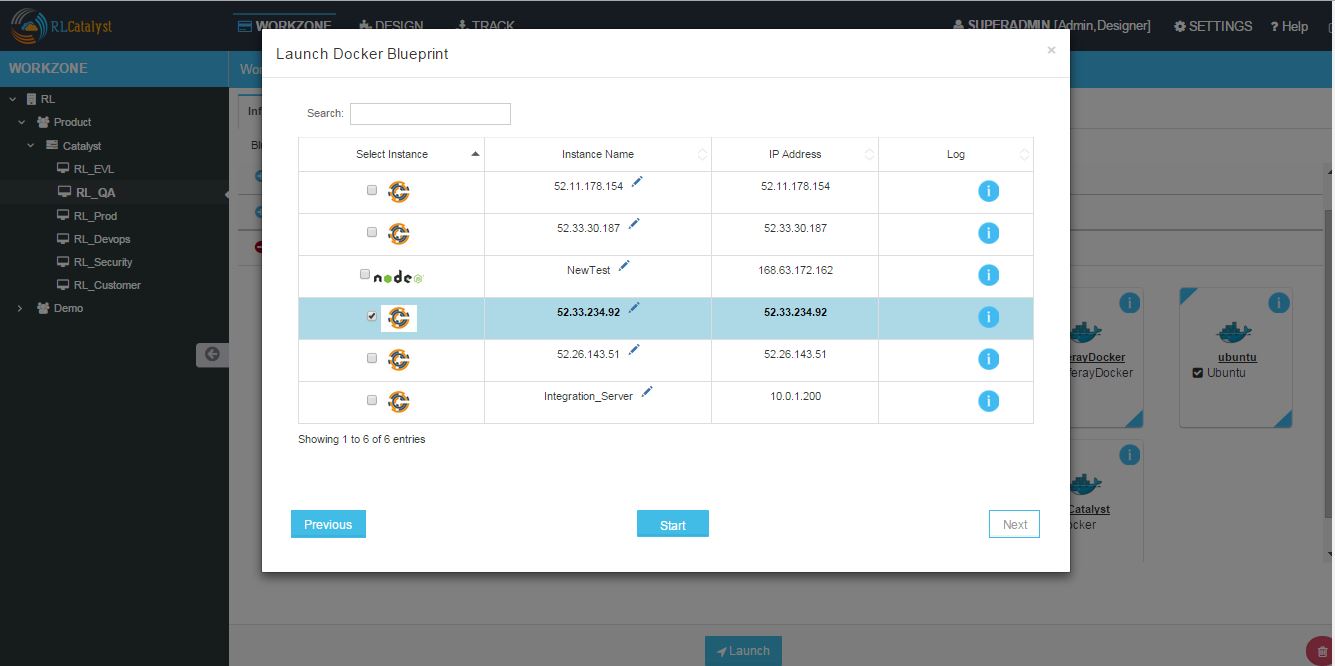 RLCatalyst
WORKZONE
DESIGN
TRACK
SUPERADMIN [Admin,Designer]
SETTINGS
? Help
WORKZONE
RL
Product
Catalyst
RL_EVL
RL_QA
RL_Prod
RL_Devops
RL_Security
RL_Customer
Demo
Launch Docker Blueprint
×
Search:
Select Instance
Instance Name
IP Address
Log
52.11.178.154
52.11.178.154
52.33.30.187
52.33.30.187
node
NewTest
168.63.172.162
52.33.234.92
52.33.234.92
52.26.143.51
52.26.143.51
Integration_Server
10.0.1.200
Showing 1 to 6 of 6 entries
Previous
Start
Next
ferayDocker
ferayDocker
ubuntu
Ubuntu
Catalyst
ocker
Launch